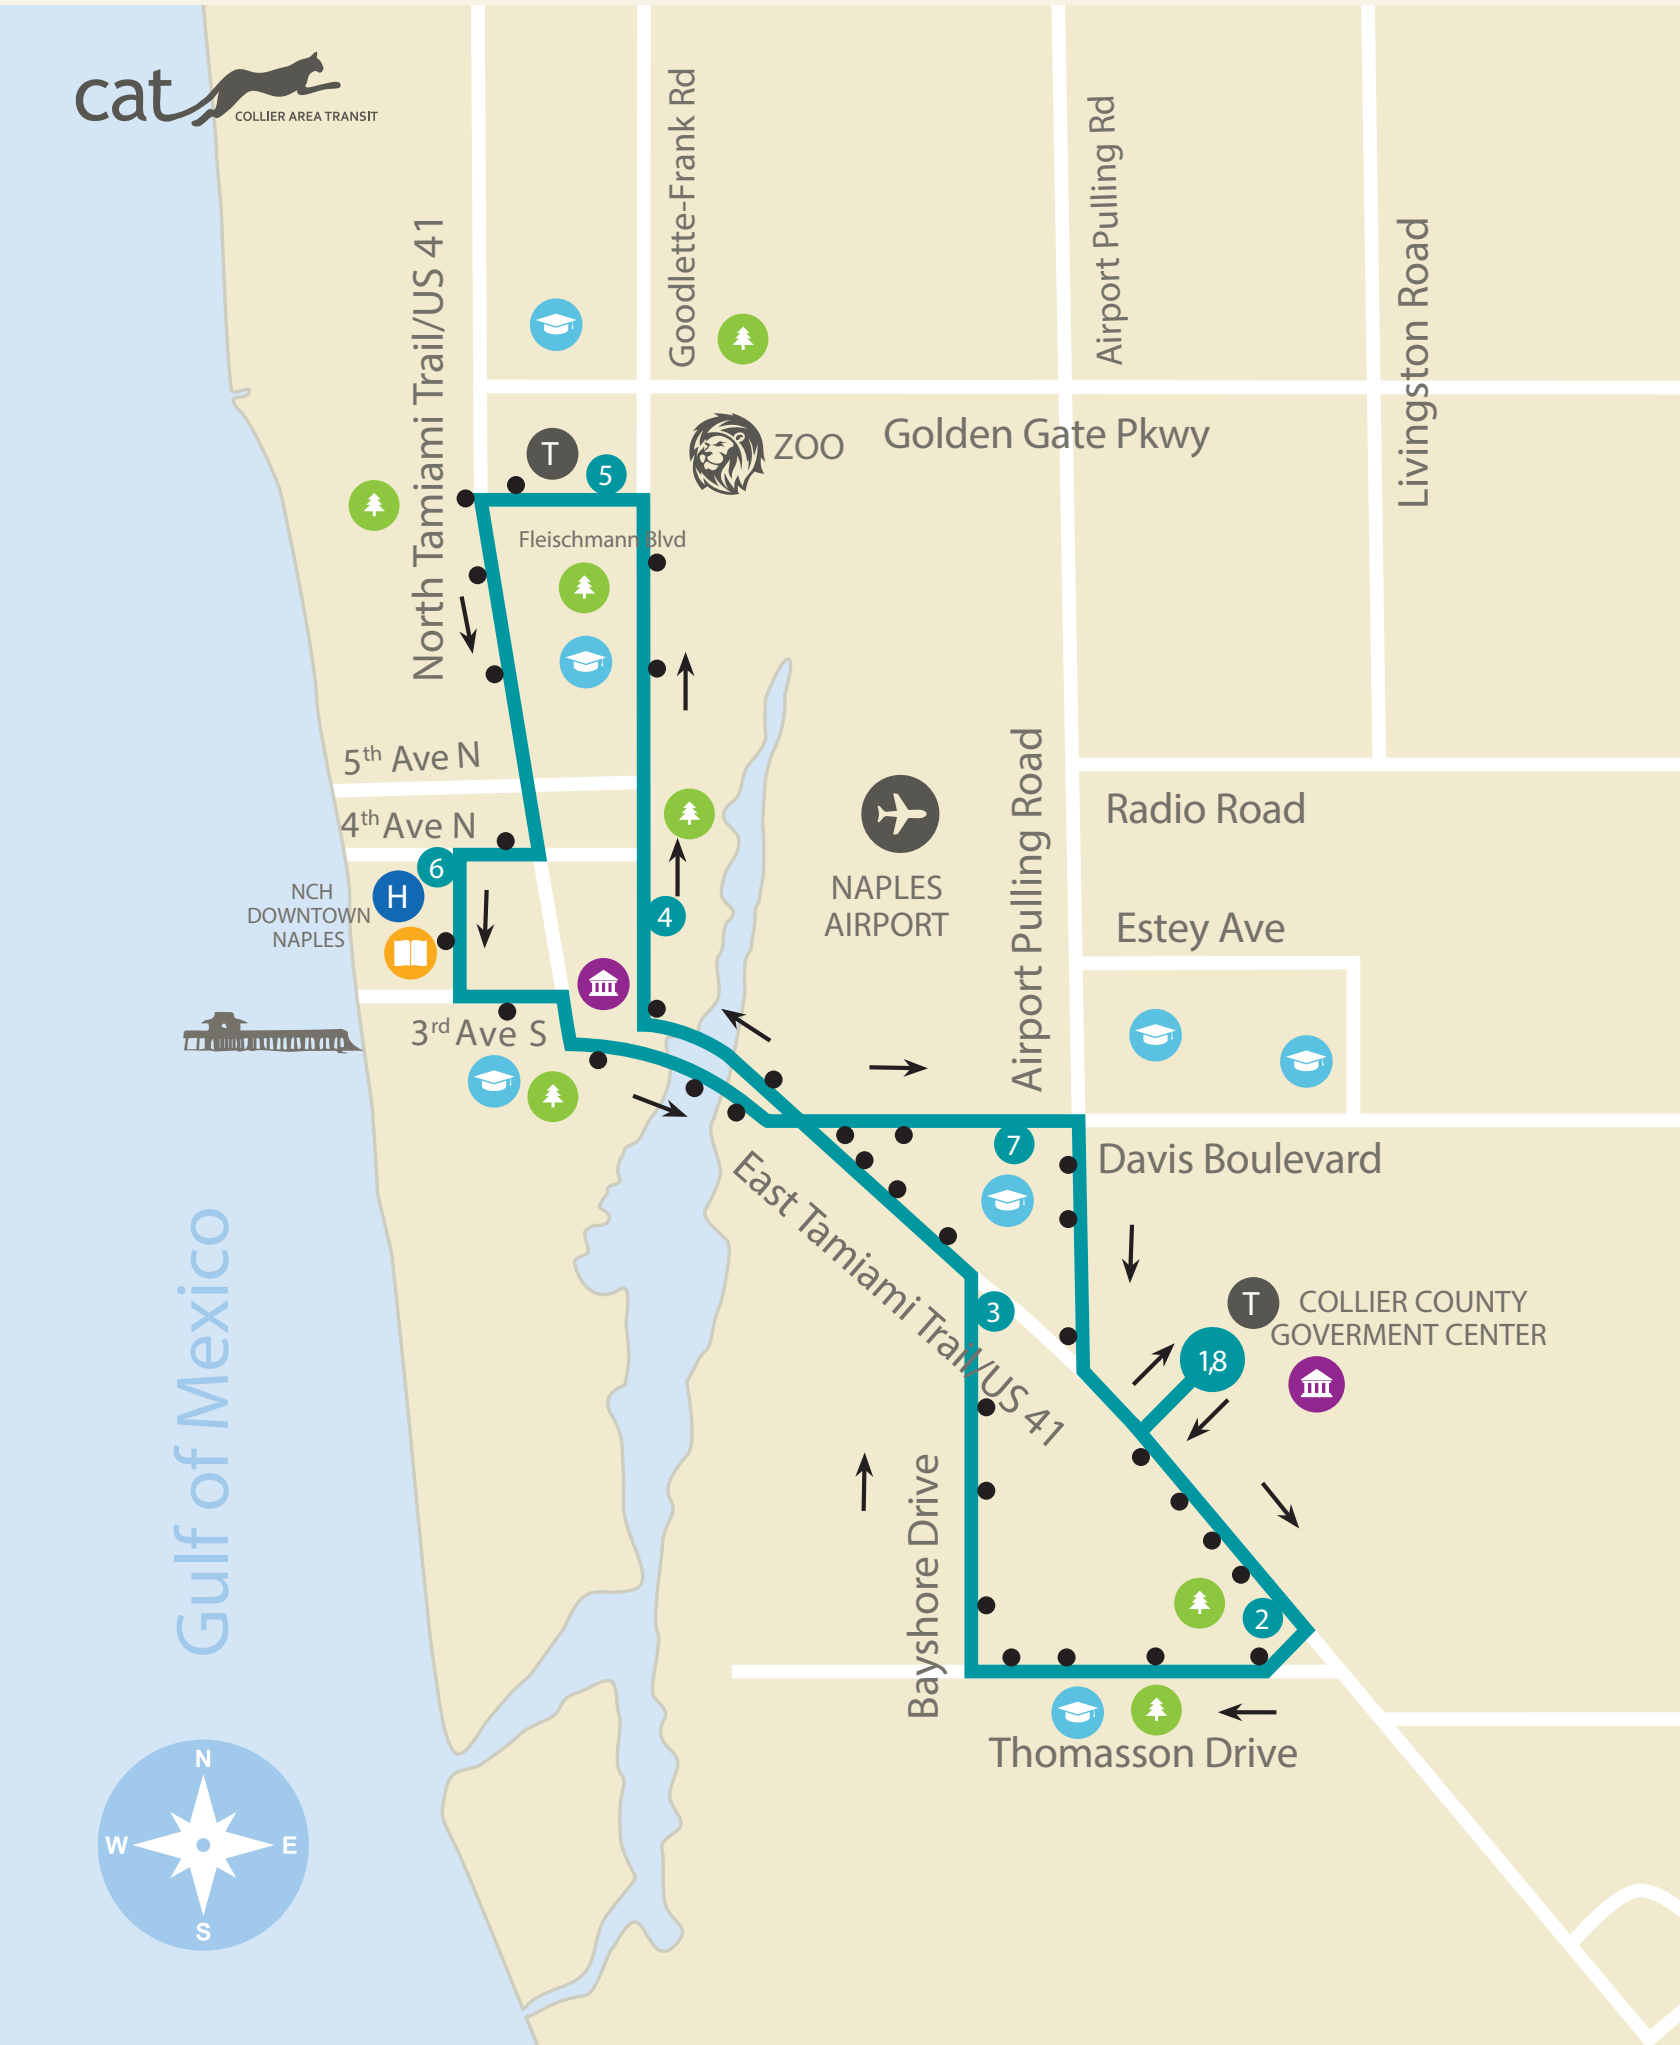 cat
COLLIER AREA TRANSIT
North Tamiami Trail/US 41
Goodlette-Frank Rd
Airport Pulling Rd
Livingston Road
Golden Gate Pkwy
ZOO
T
5
Fleischmann Blvd
5th Ave N
4th Ave N
6
H
NCH
DOWNTOWN
NAPLES
4
NAPLES
AIRPORT
Airport Pulling Road
Radio Road
Estey Ave
3rd Ave S
7
Davis Boulevard
East Tamiami Trail/US 41
3
T
COLLIER COUNTY
GOVERMENT CENTER
1,8
Gulf of Mexico
Bayshore Drive
2
Thomasson Drive
N
W
E
S